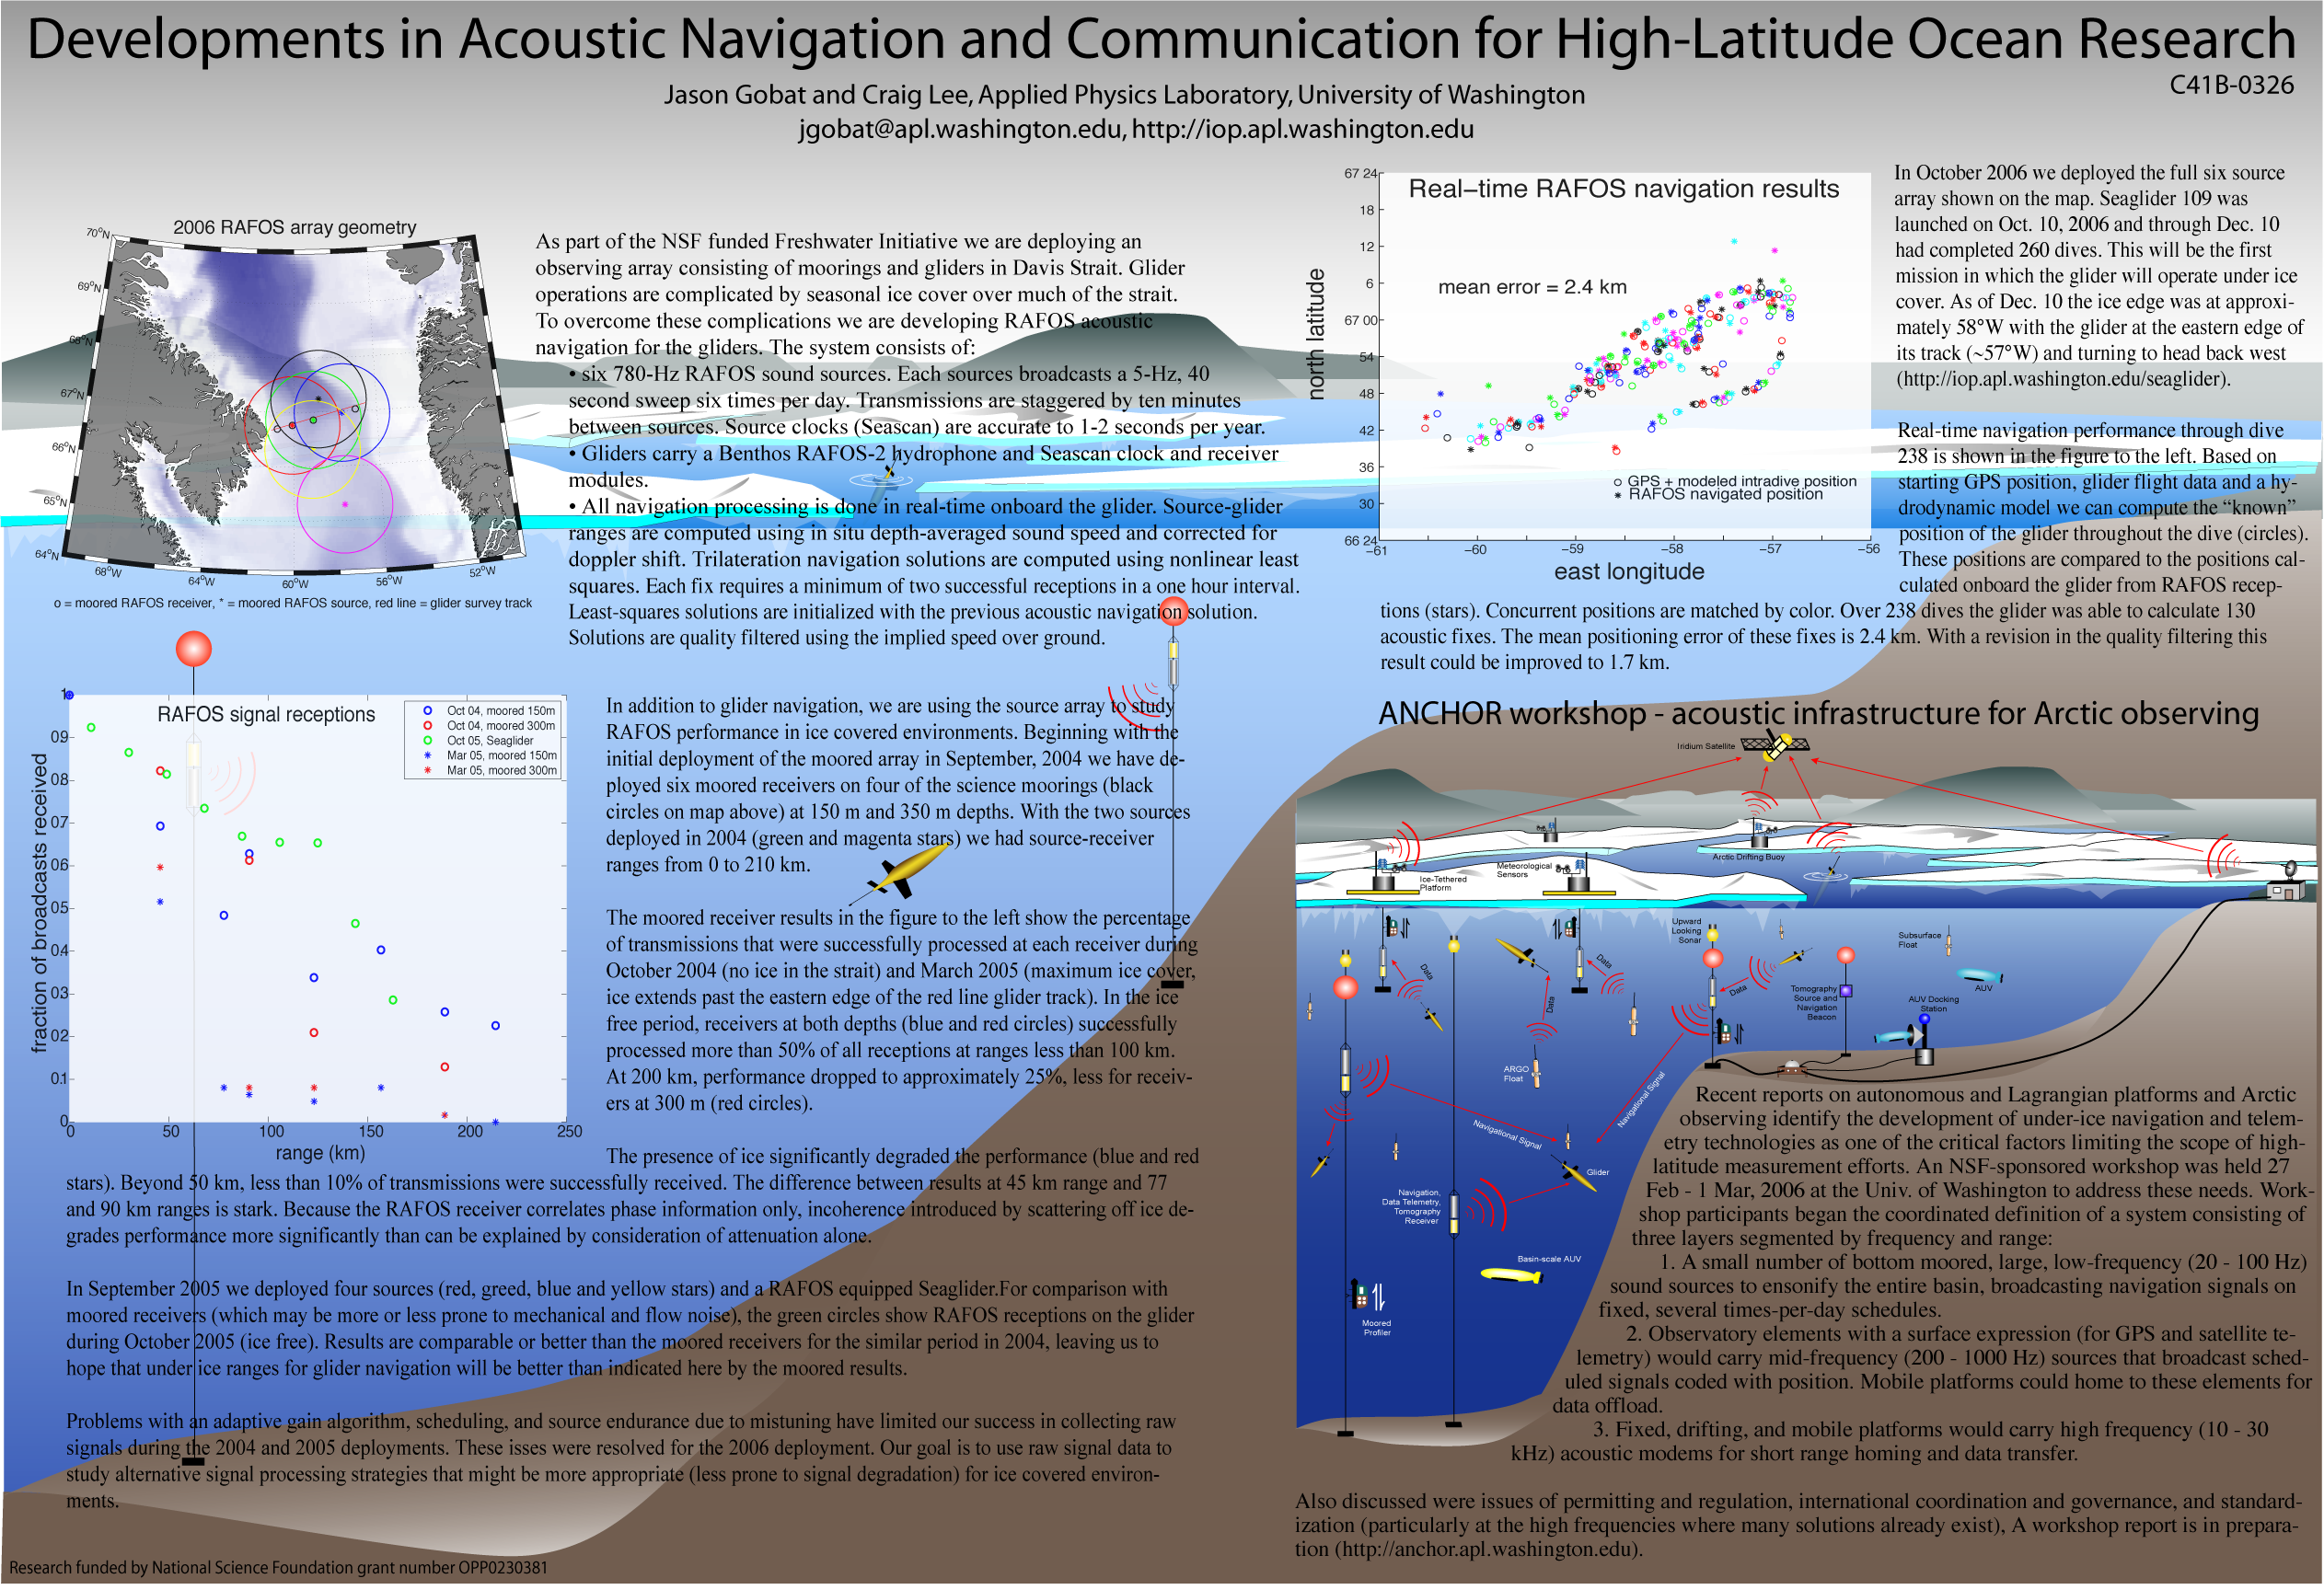 Developments in Acoustic Navigation and Communication for High-Latitude Ocean Research
C41B-0326
Jason Gobat and Craig Lee, Applied Physics Laboratory, University of Washington
jgobat@apl.washington.edu, http://iop.apl.washington.edu
2006 RAFOS array geometry
70°N
69°N
68°N
67°N
66°N
65°N
64°N
68°W
64°W
60°W
56°W
52°W
o = moored RAFOS receiver, * = moored RAFOS source, red line = glider survey track
As part of the NSF funded Freshwater Initiative we are deploying an
observing array consisting of moorings and gliders in Davis Strait. Glider
operations are complicated by seasonal ice cover over much of the strait.
To overcome these complications we are developing RAFOS acoustic
navigation for the gliders. The system consists of:
• six 780-Hz RAFOS sound sources. Each sources broadcasts a 5-Hz, 40
second sweep six times per day. Transmissions are staggered by ten minutes
between sources. Source clocks (Seascan) are accurate to 1-2 seconds per year.
• Gliders carry a Benthos RAFOS-2 hydrophone and Seascan clock and receiver
modules.
• All navigation processing is done in real-time onboard the glider. Source-glider
ranges are computed using in situ depth-averaged sound speed and corrected for
doppler shift. Trilateration navigation solutions are computed using nonlinear least
squares. Each fix requires a minimum of two successful receptions in a one hour interval.
Least-squares solutions are initialized with the previous acoustic navigation solution.
Solutions are quality filtered using the implied speed over ground.
RAFOS signal receptions
Oct 04, moored 150m
Oct 04, moored 300m
Oct 05, Seaglider
Mar 05, moored 150m
Mar 05, moored 300m
fraction of broadcasts received
1
09
08
07
06
05
04
03
02
0.1
0
0
50
100
150
200
250
range (km)
In addition to glider navigation, we are using the source array to study
RAFOS performance in ice covered environments. Beginning with the
initial deployment of the moored array in September, 2004 we have de-
ployed six moored receivers on four of the science moorings (black
circles on map above) at 150 m and 350 m depths. With the two sources
deployed in 2004 (green and magenta stars) we had source-receiver
ranges from 0 to 210 km.
The moored receiver results in the figure to the left show the percentage
of transmissions that were successfully processed at each receiver during
October 2004 (no ice in the strait) and March 2005 (maximum ice cover,
ice extends past the eastern edge of the red line glider track). In the ice
free period, receivers at both depths (blue and red circles) successfully
processed more than 50% of all receptions at ranges less than 100 km.
At 200 km, performance dropped to approximately 25%, less for receiv-
ers at 300 m (red circles).
The presence of ice significantly degraded the performance (blue and red
stars). Beyond 50 km, less than 10% of transmissions were successfully received. The difference between results at 45 km range and 77
and 90 km ranges is stark. Because the RAFOS receiver correlates phase information only, incoherence introduced by scattering off ice de-
grades performance more significantly than can be explained by consideration of attenuation alone.
In September 2005 we deployed four sources (red, greed, blue and yellow stars) and a RAFOS equipped Seaglider.For comparison with
moored receivers (which may be more or less prone to mechanical and flow noise), the green circles show RAFOS receptions on the glider
during October 2005 (ice free). Results are comparable or better than the moored receivers for the similar period in 2004, leaving us to
hope that under ice ranges for glider navigation will be better than indicated here by the moored results.
Problems with an adaptive gain algorithm, scheduling, and source endurance due to mistuning have limited our success in collecting raw
signals during the 2004 and 2005 deployments. These isses were resolved for the 2006 deployment. Our goal is to use raw signal data to
study alternative signal processing strategies that might be more appropriate (less prone to signal degradation) for ice covered environ-
ments.
Research funded by National Science Foundation grant number OPP0230381
Real-time RAFOS navigation results
mean error = 2.4 km
north latitude
67 24
18
12
6
67 00
54
48
42
36
30
66 24
−61
−60
−59
−58
−57
−56
east longitude
o GPS + modeled intradive position
* RAFOS navigated position
In October 2006 we deployed the full six source
array shown on the map. Seaglider 109 was
launched on Oct. 10, 2006 and through Dec. 10
had completed 260 dives. This will be the first
mission in which the glider will operate under ice
cover. As of Dec. 10 the ice edge was at approxi-
mately 58°W with the glider at the eastern edge of
its track (~57°W) and turning to head back west
(http://iop.apl.washington.edu/seaglider).
Real-time navigation performance through dive
238 is shown in the figure to the left. Based on
starting GPS position, glider flight data and a hy-
drodynamic model we can compute the “known”
position of the glider throughout the dive (circles).
These positions are compared to the positions cal-
culated onboard the glider from RAFOS recep-
tions (stars). Concurrent positions are matched by color. Over 238 dives the glider was able to calculate 130
acoustic fixes. The mean positioning error of these fixes is 2.4 km. With a revision in the quality filtering this
result could be improved to 1.7 km.
ANCHOR workshop - acoustic infrastructure for Arctic observing
Iridium Satellite
Arctic Drifting Buoy
Meteorological
Sensors
Ice-Tethered
Platform
Upward
Looking
Sonar
Subsurface
Float
Data
Data
Data
Data
Tomography
Source and
Navigation
Beacon
AUV
AUV Docking
Station
ARGO
Float
Navigational Signal
Navigational Signal
Glider
Navigation,
Data Telemetry,
Tomography
Receiver
Basin-scale AUV
Moored
Profiler
Recent reports on autonomous and Lagrangian platforms and Arctic
observing identify the development of under-ice navigation and telem-
etry technologies as one of the critical factors limiting the scope of high-
latitude measurement efforts. An NSF-sponsored workshop was held 27
Feb - 1 Mar, 2006 at the Univ. of Washington to address these needs. Work-
shop participants began the coordinated definition of a system consisting of
three layers segmented by frequency and range:
1. A small number of bottom moored, large, low-frequency (20 - 100 Hz)
sound sources to ensonify the entire basin, broadcasting navigation signals on
fixed, several times-per-day schedules.
2. Observatory elements with a surface expression (for GPS and satellite te-
lemetry) would carry mid-frequency (200 - 1000 Hz) sources that broadcast sched-
uled signals coded with position. Mobile platforms could home to these elements for
data offload.
3. Fixed, drifting, and mobile platforms would carry high frequency (10 - 30
kHz) acoustic modems for short range homing and data transfer.
Also discussed were issues of permitting and regulation, international coordination and governance, and standard-
ization (particularly at the high frequencies where many solutions already exist), A workshop report is in prepara-
tion (http://anchor.apl.washington.edu).